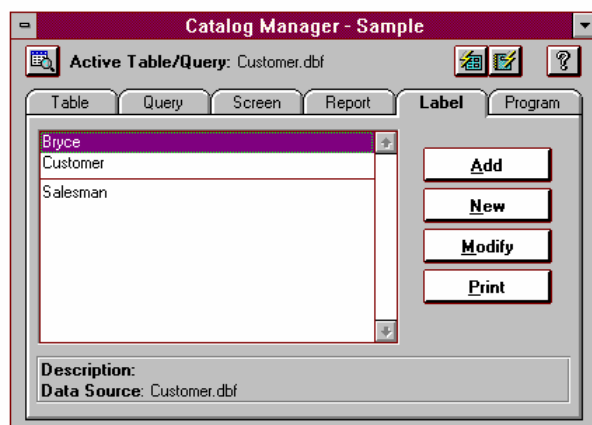 Catalog Manager - Sample
Active Table/Query: Customer.dbf
?
Table Query Screen Report Label Program
Bryce
Customer
Salesman
Add
New
Modify
Print
Description:
Data Source: Customer.dbf